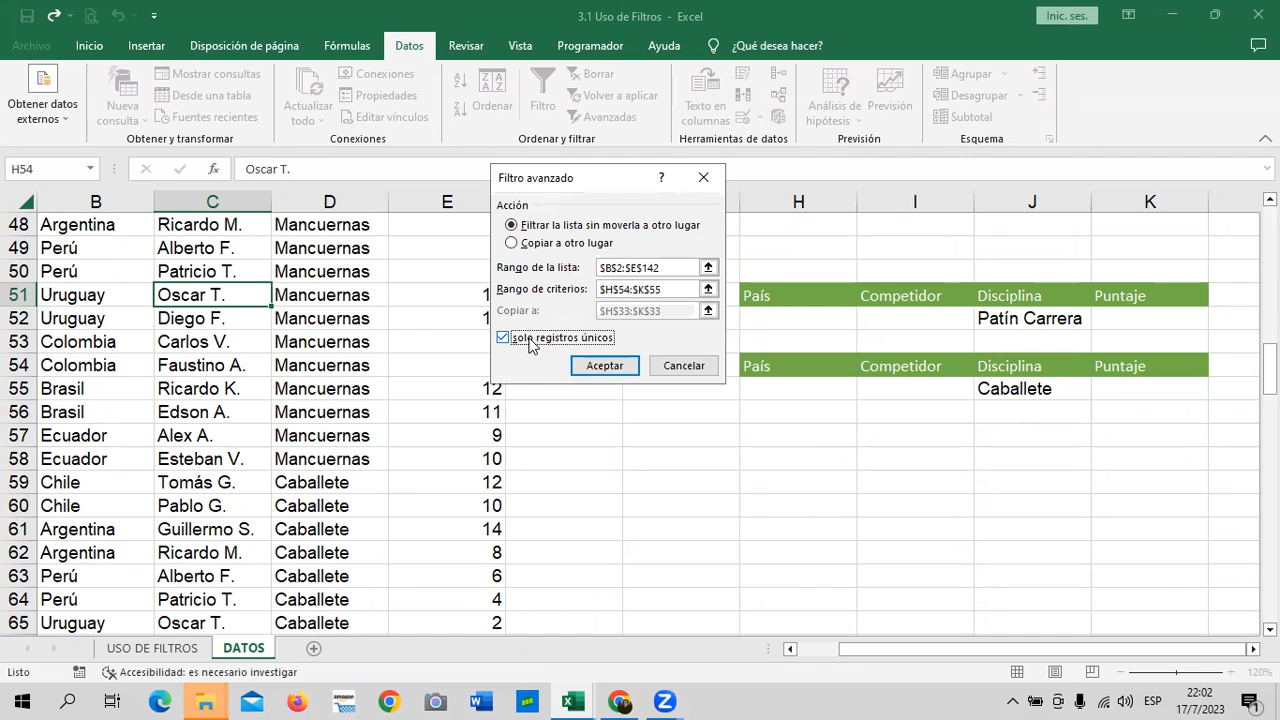 3.1 Uso de Filtros - Excel
Inic. ses.
Archivo Inicio Insertar Disposición de página Fórmulas Datos Revisar Vista Programador Ayuda ¿Qué desea hacer?
Obtener datos externos
Nueva consulta
Mostrar consultas
Desde una tabla
Fuentes recientes
Obtener y transformar
Actualizar todo
Conexiones
Propiedades
Editar vínculos
Conexiones
Ordenar
Filtro
Borrar
Volver a aplicar
Avanzadas
Ordenar y filtrar
Texto en columnas
Herramientas de datos
Análisis de hipótesis
Previsión
Previsión
Agrupar
Desagrupar
Subtotal
Esquema
H54
Oscar T.
B C D E H I J K
48 Argentina Ricardo M. Mancuernas
49 Perú Alberto F. Mancuernas
50 Perú Patricio T. Mancuernas
51 Uruguay Oscar T. Mancuernas 1 País Competidor Disciplina Puntaje
52 Uruguay Diego F. Mancuernas 1 Patín Carrera
53 Colombia Carlos V. Mancuernas
54 Colombia Faustino A. Mancuernas País Competidor Disciplina Puntaje
55 Brasil Ricardo K. Mancuernas 12 Caballete
56 Brasil Edson A. Mancuernas 11
57 Ecuador Alex A. Mancuernas 9
58 Ecuador Esteban V. Mancuernas 10
59 Chile Tomás G. Caballete 12
60 Chile Pablo G. Caballete 10
61 Argentina Guillermo S. Caballete 14
62 Argentina Ricardo M. Caballete 8
63 Perú Alberto F. Caballete 6
64 Perú Patricio T. Caballete 4
65 Uruguay Oscar T. Caballete 2
Filtro avanzado ?
Acción
Filtrar la lista sin moverla a otro lugar
Copiar a otro lugar
Rango de la lista: $B$2:$E$142
Rango de criterios: $H$54:$K$55
Copiar a: $H$33:$K$33
solo registros únicos
Aceptar Cancelar
USO DE FILTROS DATOS
Listo Accesibilidad: es necesario investigar 120%
ESP 22:02
17/7/2023